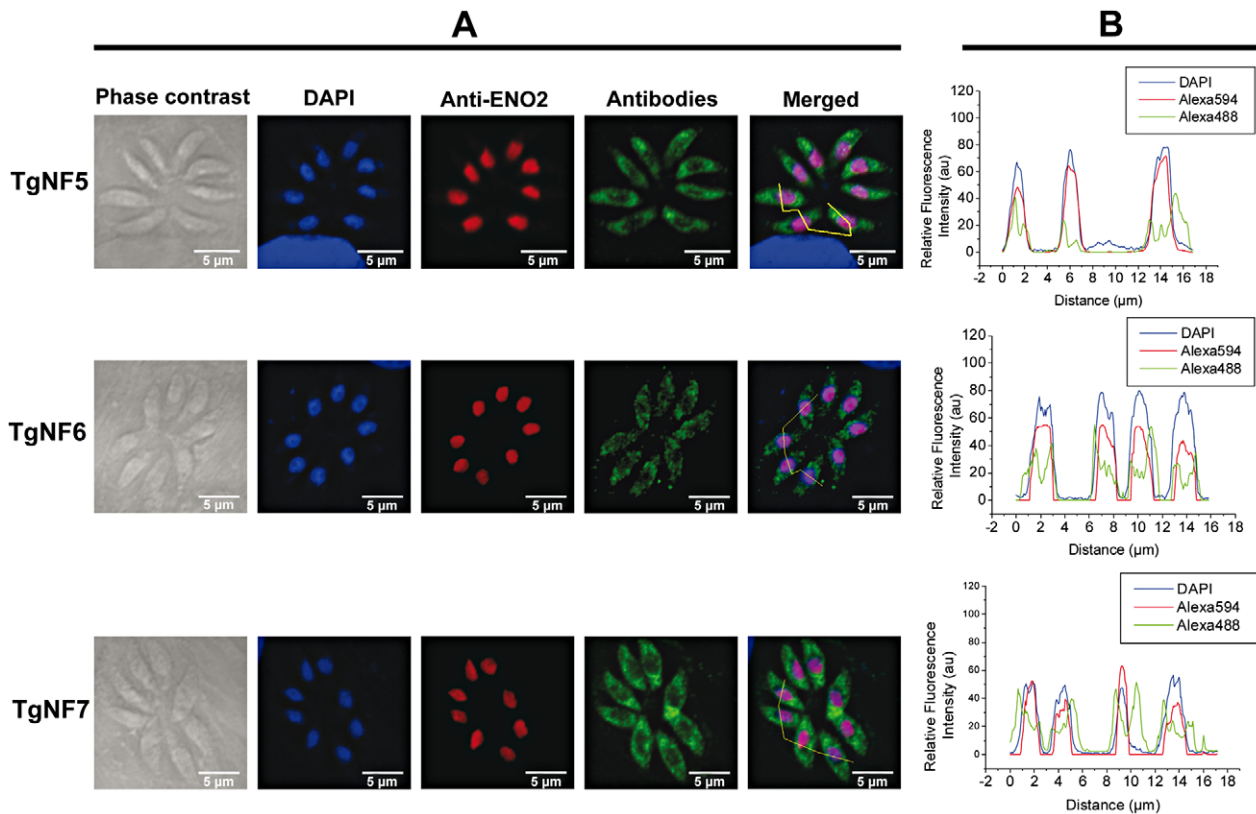 A
B
Phase contrast DAPI Anti-ENO2 Antibodies Merged
TgNF5
5 µm 5 µm 5 µm 5 µm 5 µm
DAPI
Alexa594
Alexa488
Relative Fluorescence
Intensity (au)
120
100
80
60
40
20
0
-2 0 2 4 6 8 10 12 14 16 18
Distance (µm)
TgNF6
5 µm 5 µm 5 µm 5 µm 5 µm
DAPI
Alexa594
Alexa488
Relative Fluorescence
Intensity (au)
120
100
80
60
40
20
0
-2 0 2 4 6 8 10 12 14 16 18
Distance (µm)
TgNF7
5 µm 5 µm 5 µm 5 µm 5 µm
DAPI
Alexa594
Alexa488
Relative Fluorescence
Intensity (au)
120
100
80
60
40
20
0
-2 0 2 4 6 8 10 12 14 16 18
Distance (µm)